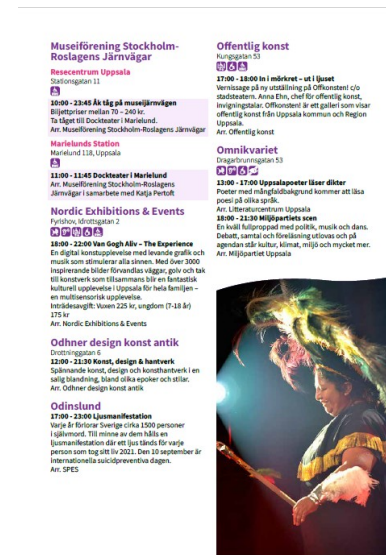 Museiförening Stockholm-
Roslagens Järnvägar
Resecentrum Uppsala
Stationsgatan 11
10:00 - 23:45 Åk tåg på museijärnvägen
Biljettpriser mellan 70 – 240 kr.
Ta tåget till Dockteater i Marielund.
Arr. Museiförening Stockholm-Roslagens Järnvägar
Marielunds Station
Marielund 118, Uppsala
11:00 - 11:45 Dockteater i Marielund
Arr. Museiförening Stockholm-Roslagens
Järnvägar i samarbete med Katja Pertoft
Nordic Exhibitions & Events
Fyrishov, Idrottsgatan 2
18:00 - 22:00 Van Gogh Aliv – The Experience
En digital konstupplevelse med levande grafik och
musik som stimulerar alla sinnen. Med över 3000
inspirerande bilder förvandlas väggar, golv och tak
till konstverk som tillsammans blir en fantastisk
kulturell upplevelse i Uppsala för hela familjen –
en multisensorisk upplevelse.
Inträdesavgift: Vuxen 225 kr, ungdom (7-18 år)
175 kr
Arr. Nordic Exhibitions & Events
Odhner design konst antik
Drottninggatan 6
12:00 - 21:30 Konst, design & hantverk
Spännande konst, design och konsthantverk i en
salig blandning, bland olika epoker och stilar.
Arr. Odhner design konst antik
Odinslund
17:00 - 23:00 Ljusmanifestation
Varje år förlorar Sverige cirka 1500 personer
i självmord. Till minne av dem hålls en
ljusmanifestation där ett ljus tänds för varje
person som tog sitt liv 2021. Den 10 september är
internationella suicidpreventiva dagen.
Arr. SPES
Offentlig konst
Kungsgatan 53
17:00 - 18:00 In i mörkret – ut i ljuset
Vernissage på ny utställning på Offkonsten! c/o
stadsteatern. Anna Ehn, chef för offentlig konst,
invigningstalar. Offkonsten! är ett galleri som visar
offentlig konst från Uppsala kommun och Region
Uppsala.
Arr. Offentlig konst
Omnikvariet
Dragarbrunnsgatan 53
13:00 - 17:00 Uppsalapoeter läser dikter
Poeter med mångfaldbakgrund kommer att läsa
poesi på olika språk.
Arr. Litteraturcentrum Uppsala
18:00 - 21:30 Miljöpartiets scen
En kväll fullproppad med politik, musik och dans.
Debatt, samtal och föreläsning utlovas och på
agendan står kultur, klimat, miljö och mycket mer.
Arr. Miljöpartiet Uppsala